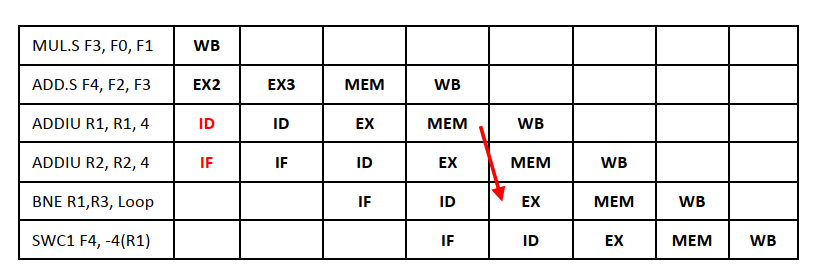 MUL.S F3, F0, F1 WB
ADD.S F4, F2, F3 EX2 EX3 MEM WB
ADDIU R1, R1, 4 ID ID EX MEM WB
ADDIU R2, R2, 4 IF IF ID EX MEM WB
BNE R1,R3, Loop IF ID EX MEM WB
SWC1 F4, -4(R1) IF ID EX MEM WB